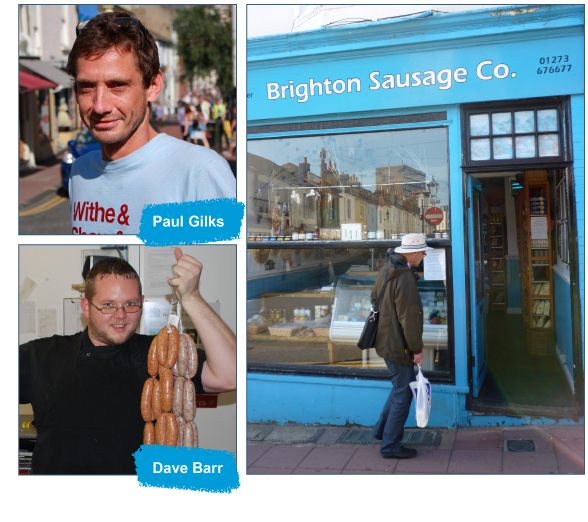 Withe &
Paul Gilks
Dave Barr
Brighton Sausage Co.
01273
676677